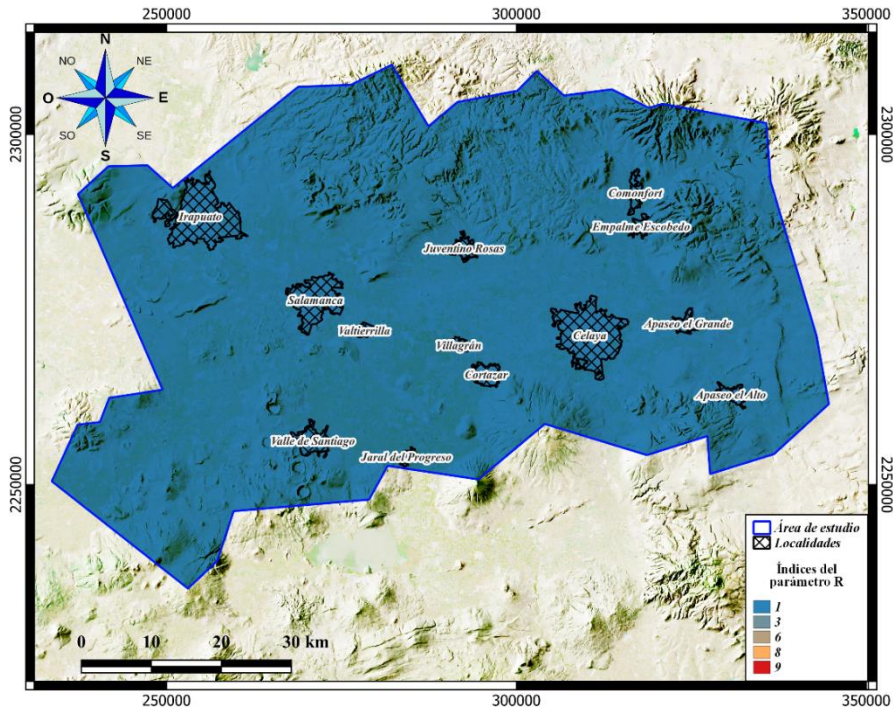 250000
300000
350000
N
NO
NE
O
E
SO
SE
S
2300000
2300000
Comonfort
Irapuato
Empalme Escobedo
Juventino Rosas
Salamanca
Apaseo el Grande
Valtierrilla
Celaya
Villagrán
Cortazar
Apaseo el Alto
Valle de Santiago
Jaral del Progreso
2250000
2250000
Área de estudio
Localidades
Índices del
parámetro R
1
3
6
8
9
0
10
20
30 km
250000
300000
350000